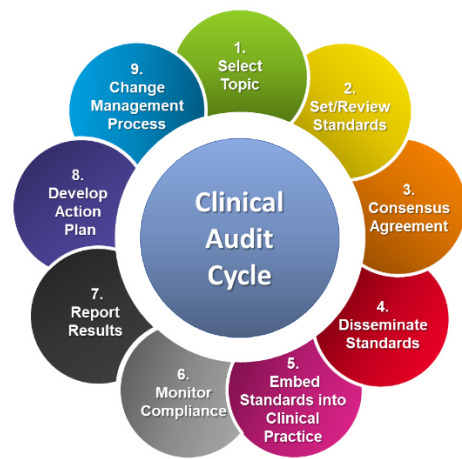 1.
Select
Topic
2.
Set/Review
Standards
3.
Consensus
Agreement
4.
Disseminate
Standards
5.
Embed
Standards into
Clinical
Practice
6.
Monitor
Compliance
7.
Report
Results
8.
Develop
Action
Plan
9.
Change
Management
Process
Clinical
Audit
Cycle